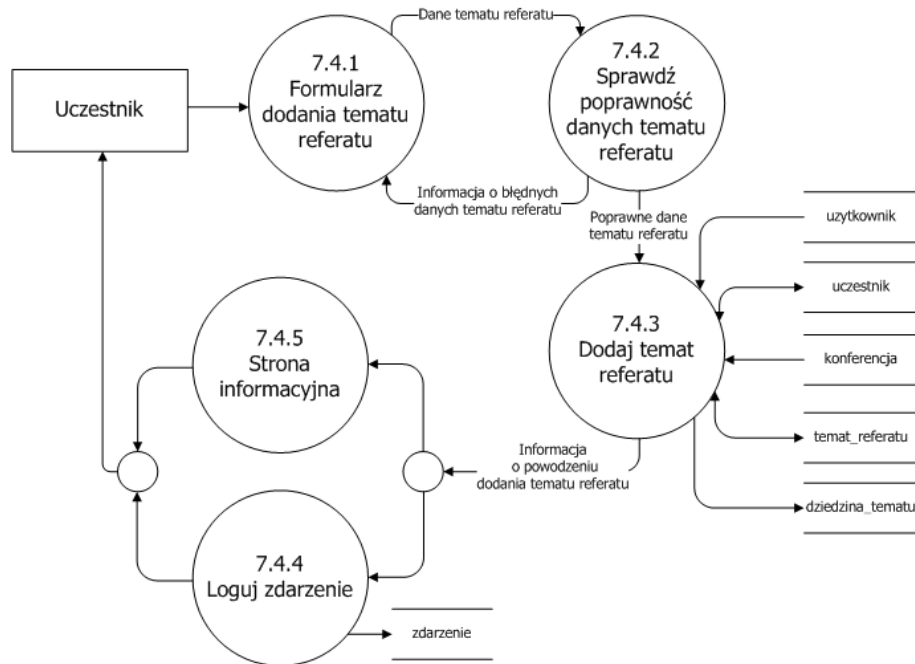 Dane tematu referatu
7.4.1
Formularz
dodania tematu
referatu
7.4.2
Sprawdź
poprawność
danych tematu
referatu
Uczestnik
Informacja o błędnych
danych tematu referatu
Poprawne dane
tematu referatu
uzytkownik
uczestnik
7.4.3
Dodaj temat
referatu
konferencja
temat_referatu
dziedzina_tematu
7.4.5
Strona
informacyjna
Informacja
o powodzeniu
dodania tematu referatu
7.4.4
Loguj zdarzenie
zdarzenie